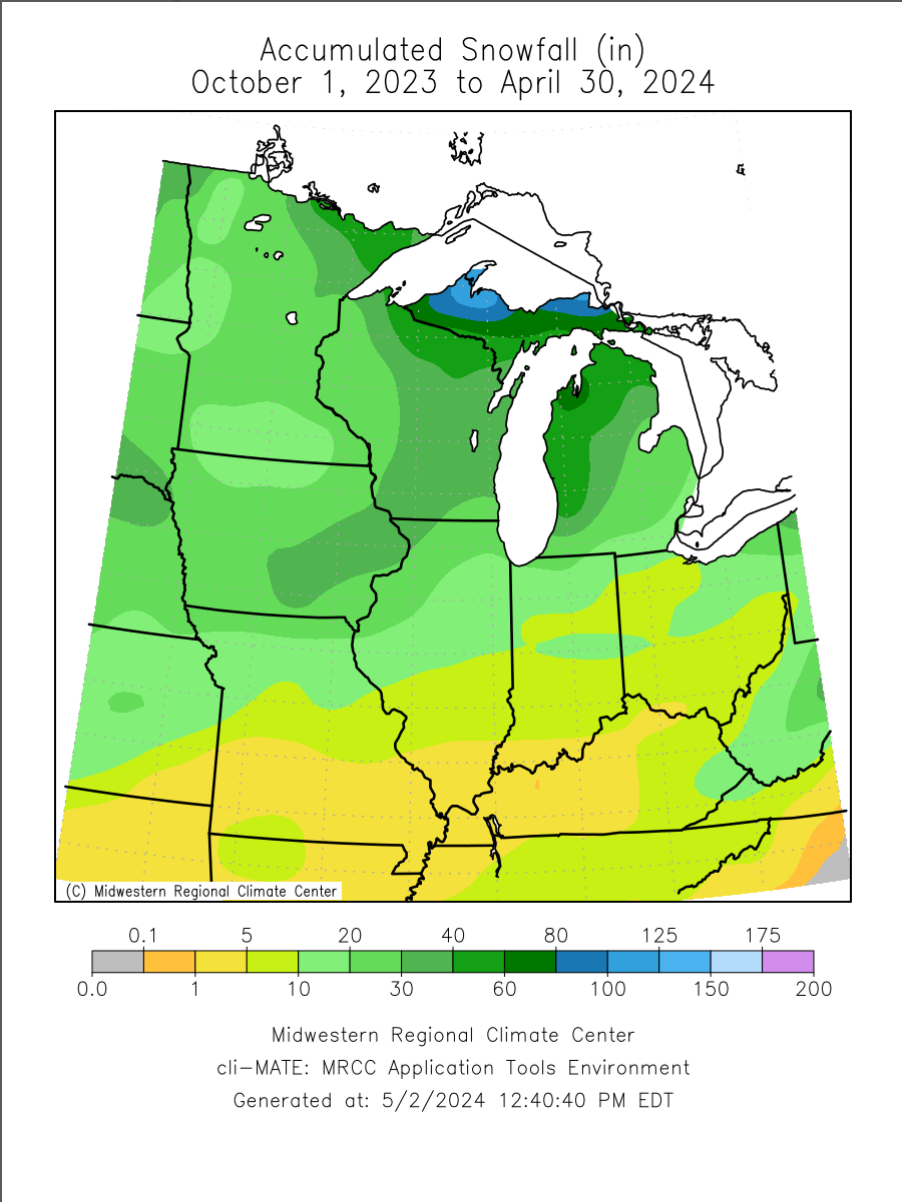 Accumulated Snowfall (in)
October 1, 2023 to April 30, 2024
(C) Midwestern Regional Climate Center
0.1 5 20 40 80 125 175
0.0 1 10 30 60 100 150 200
Midwestern Regional Climate Center
cli-MATE: MRCC Application Tools Environment
Generated at: 5/2/2024 12:40:40 PM EDT